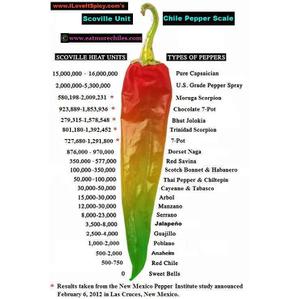 www.ILoveItSpicy.com's
Scoville Unit Chile Pepper Scale
© www.eatmorechiles.com
SCOVILLE HEAT UNITS TYPES OF PEPPERS
15,000,000 - 16,000,000 Pure Capsaician
2,000,000-5,300,000 U.S. Grade Pepper Spray
580,198-2,009,231 * Moruga Scorpion
923,889-1,853,936 * Chocolate 7-Pot
279,315-1,578,548 * Bhut Jolokia
801,180-1,392,452 * Trinidad Scorpion
727,680-1,291,800 * 7-Pot
876,000 - 970,000 Dorset Naga
350,000 - 577,000 Red Savina
100,000-350,000 Scotch Bonnet & Habanero
50,000-100,000 Thai Pepper & Chiltepin
30,000-50,000 Cayenne & Tabasco
15,000-30,000 Arbol
12,000-30,000 Manzano
8,000-23,000 Serrano
3,500-8,000 Jalapeño
2,500-4,000 Guajillo
1,000-2,000 Poblano
500-2,000 Anaheim
500-750 Red Chile
0 Sweet Bells
* Results taken from the New Mexico Pepper Institute study announced
February 6, 2012 in Las Cruces, New Mexico.